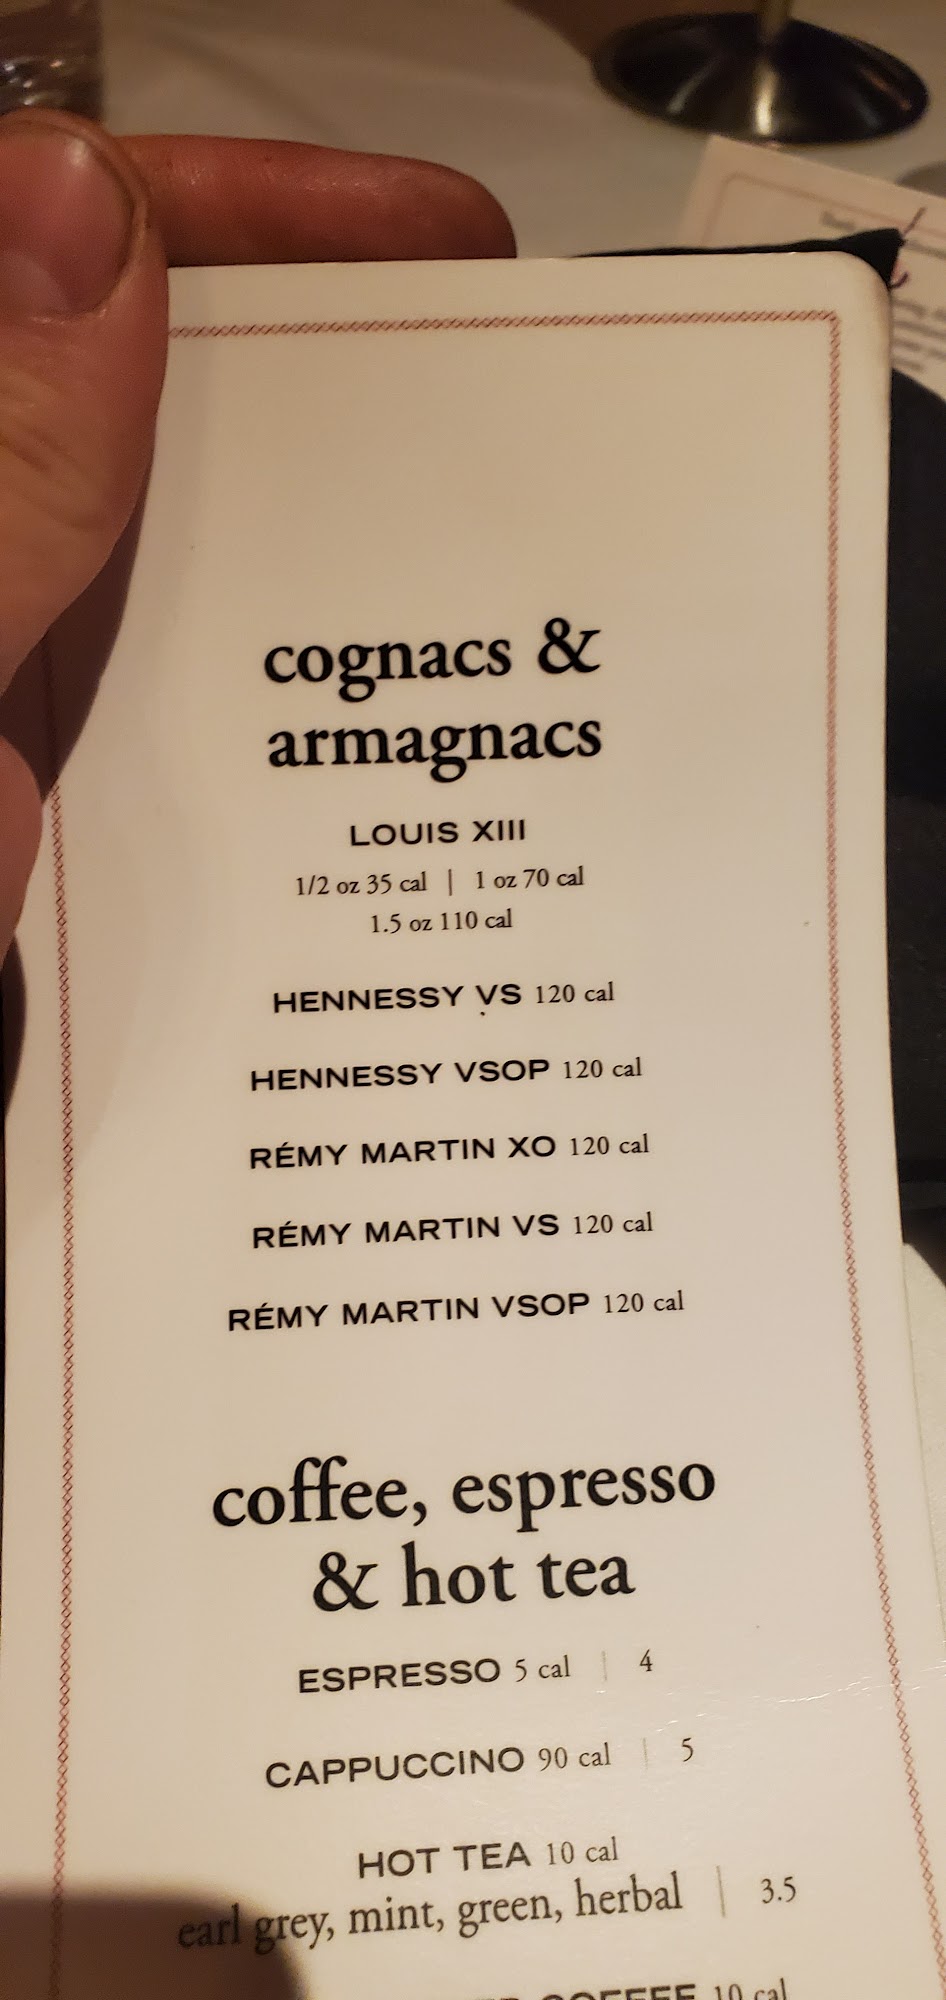 cognacs &
armagnacs
LOUIS XIII
1/2 oz 35 cal | 1 oz 70 cal
1.5 oz 110 cal
HENNESSY VS 120 cal
HENNESSY VSOP 120 cal
RÉMY MARTIN XO 120 cal
RÉMY MARTIN VS 120 cal
RÉMY MARTIN VSOP 120 cal
coffee, espresso
& hot tea
ESPRESSO 5 cal | 4
CAPPUCCINO 90 cal | 5
HOT TEA 10 cal
earl grey, mint, green, herbal | 3.5
COFFEE 10 cal